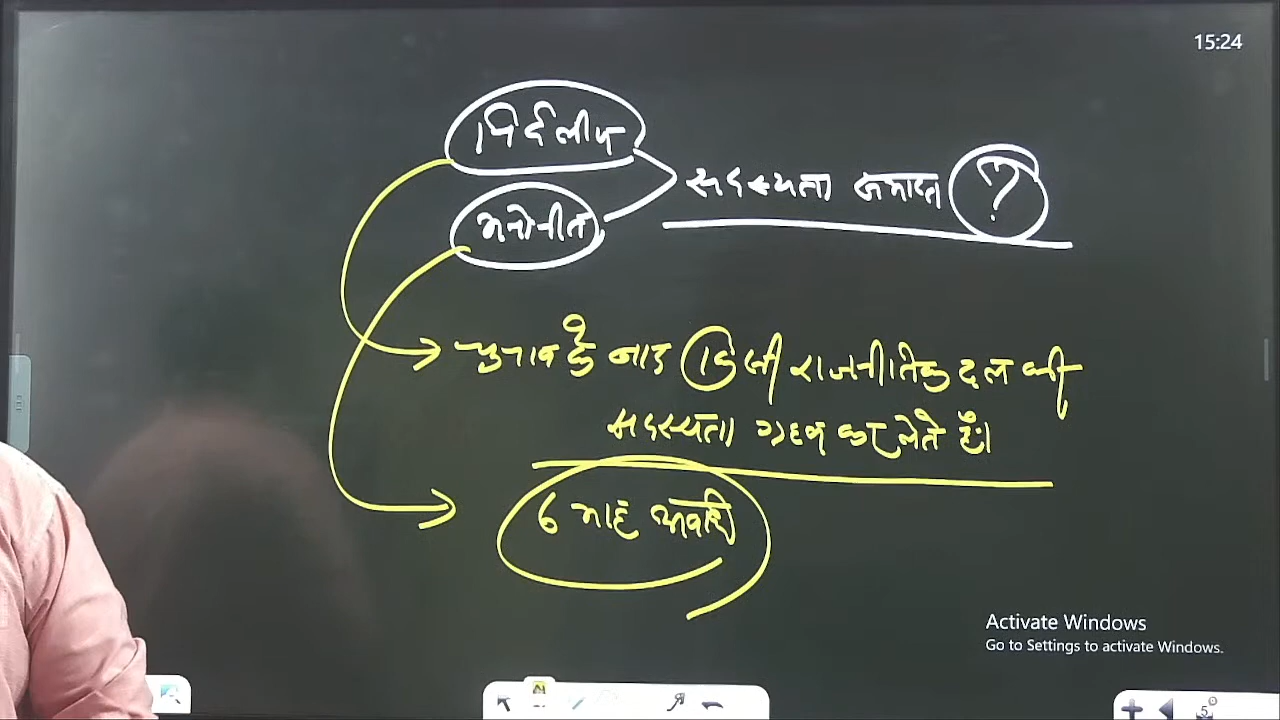 15:24
निर्दलीय
मनोनीत
सदस्यता समाप्त ?
चुनाव के बाद किसी राजनीतिक दल की
सदस्यता ग्रहण कर लेते हैं।
6 माह अवधि
Activate Windows
Go to Settings to activate Windows.